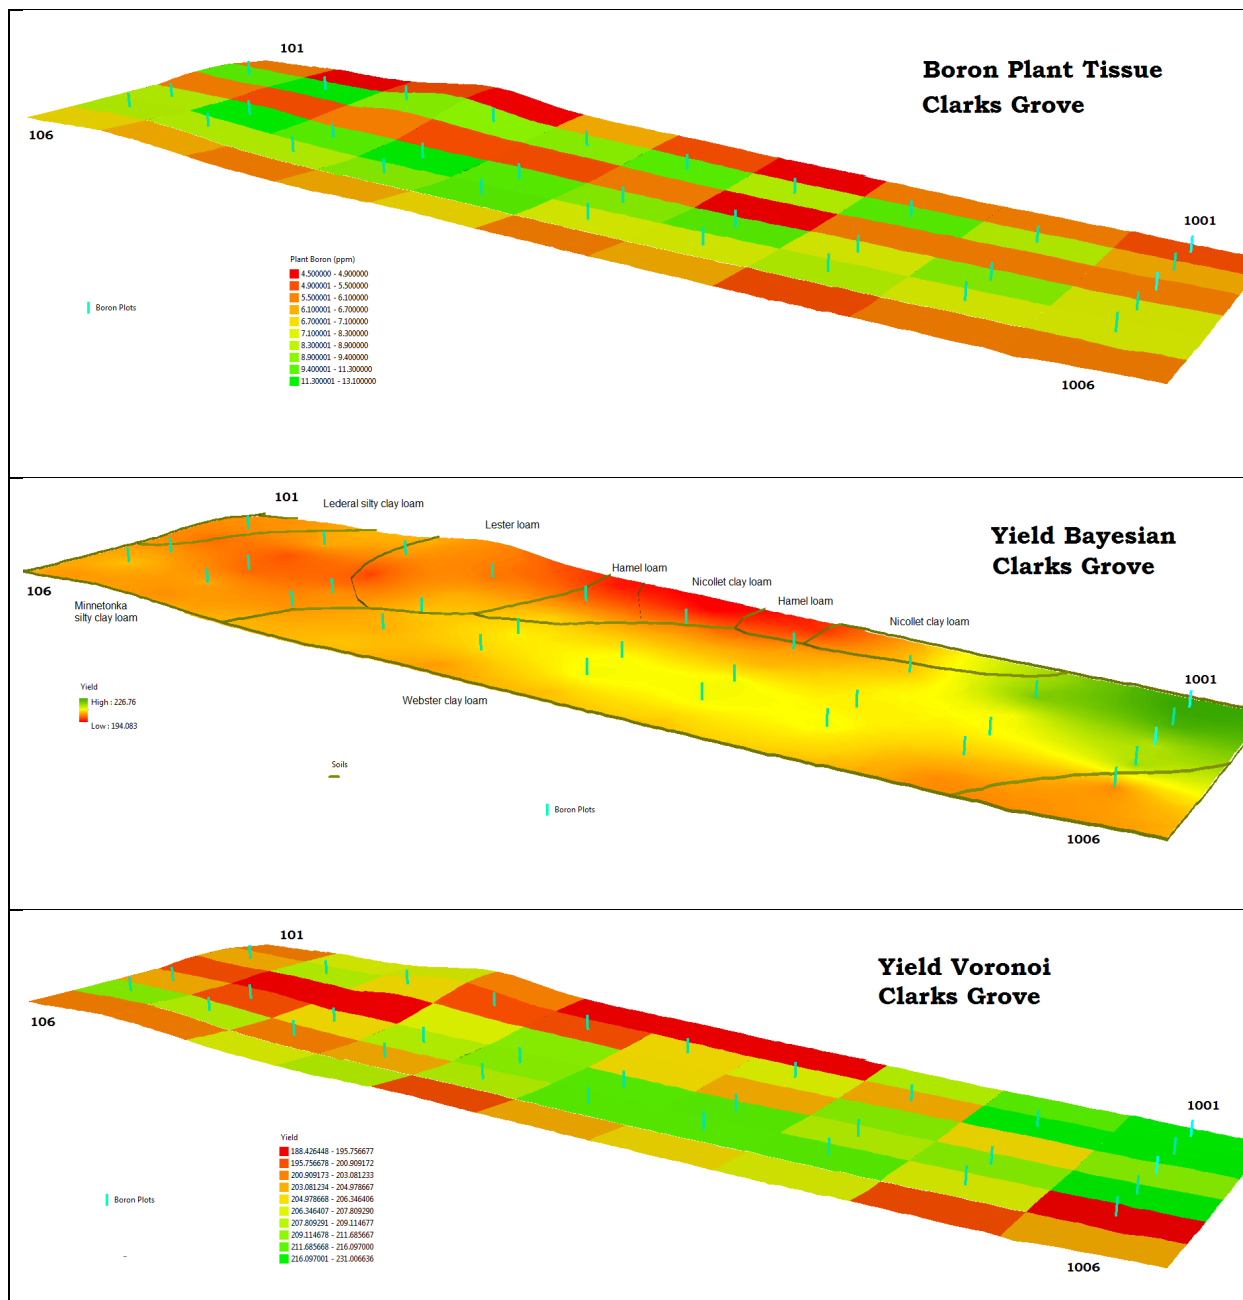 101
Boron Plant Tissue
Clarks Grove
106
1001
Plant Boron (ppm)
4.500000 - 4.900000
4.900001 - 5.500000
5.500001 - 6.100000
6.100001 - 6.700000
6.700001 - 7.100000
7.100001 - 8.300000
8.300001 - 8.900000
8.900001 - 9.400000
9.400001 - 11.300000
11.300001 - 13.100000
Boron Plots
1006
101
Lederal silty clay loam
Lester loam
Yield Bayesian
Clarks Grove
Hamel loam
Nicollet clay loam
Hamel loam
Nicollet clay loam
106
Minnetonka
silty clay loam
1001
Yield
High : 226.76
Low : 194.083
Webster clay loam
Soils
Boron Plots
1006
101
Yield Voronoi
Clarks Grove
106
1001
Yield
188.426448 - 195.756677
195.756678 - 200.909172
200.909173 - 203.081233
203.081234 - 204.978667
204.978668 - 206.346406
206.346407 - 207.809290
207.809291 - 209.114677
209.114678 - 211.685667
211.685668 - 216.097000
216.097001 - 231.006636
Boron Plots
1006